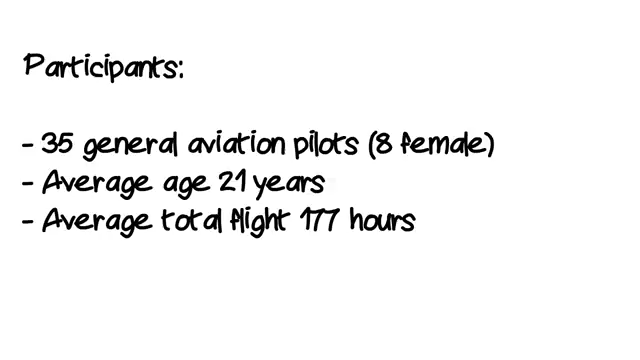 Participants:
- 35 general aviation pilots (8 female)
- Average age 21 years
- Average total flight 177 hours